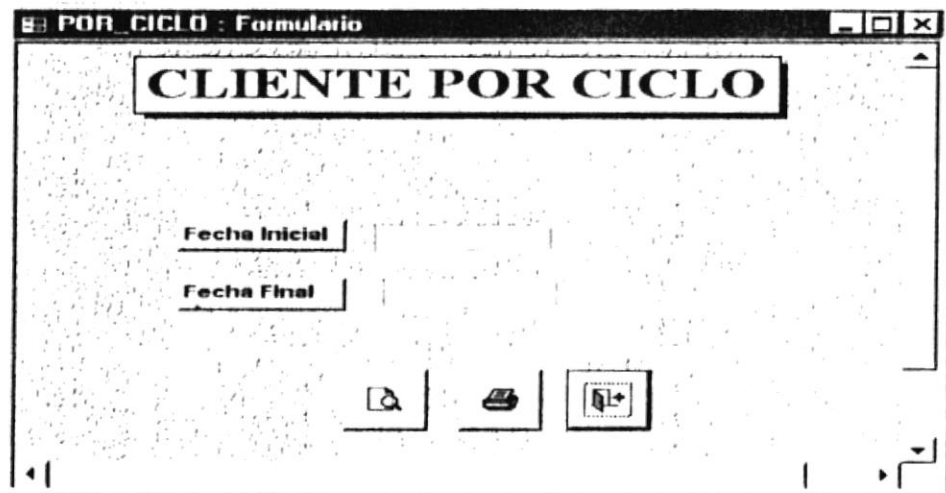 POR_CICLO : Formulario
CLIENTE POR CICLO
Fecha Inicial
Fecha Final